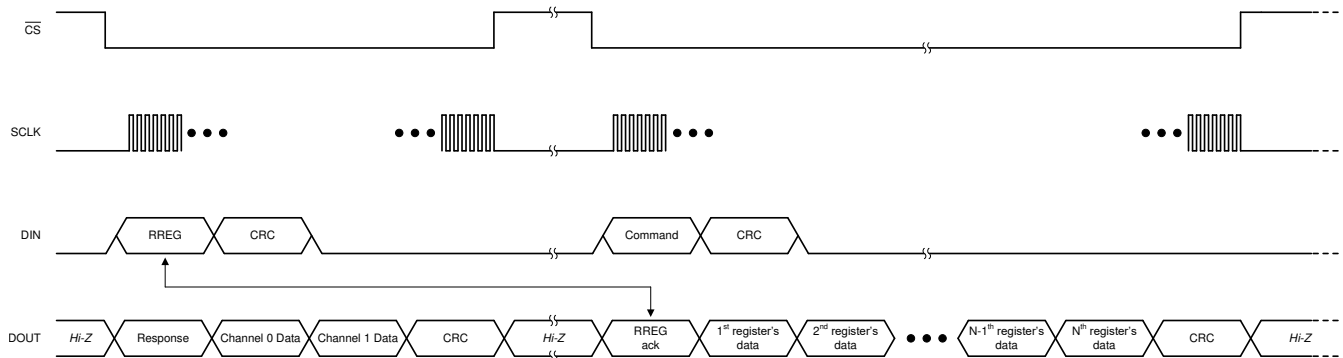 CS
SCLK
DIN
RREG
CRC
Command
CRC
DOUT
Hi-Z
Response
Channel 0 Data
Channel 1 Data
CRC
Hi-Z
RREG
ack
1st register's
data
2nd register's
data
N-1th register's
data
Nth register's
data
CRC
Hi-Z